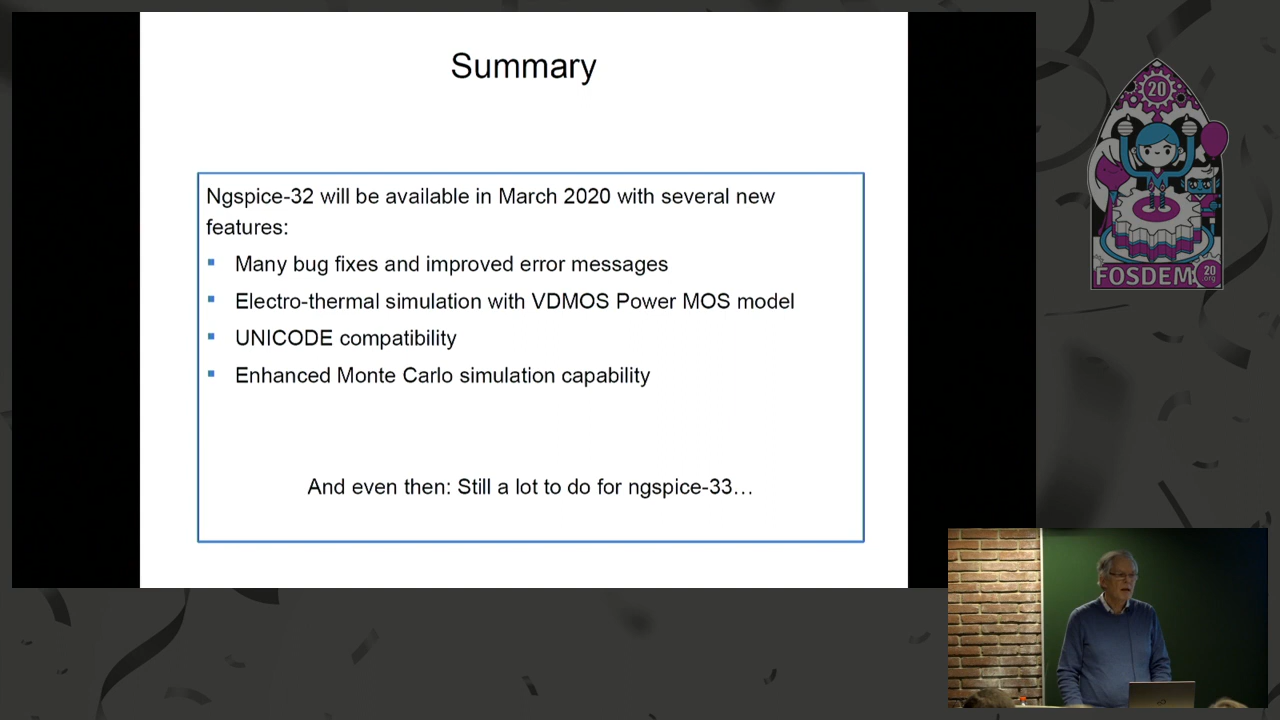 Summary
Ngspice-32 will be available in March 2020 with several new
features:
Many bug fixes and improved error messages
Electro-thermal simulation with VDMOS Power MOS model
UNICODE compatibility
Enhanced Monte Carlo simulation capability
And even then: Still a lot to do for ngspice-33…
20
FOSDEM
20
.org